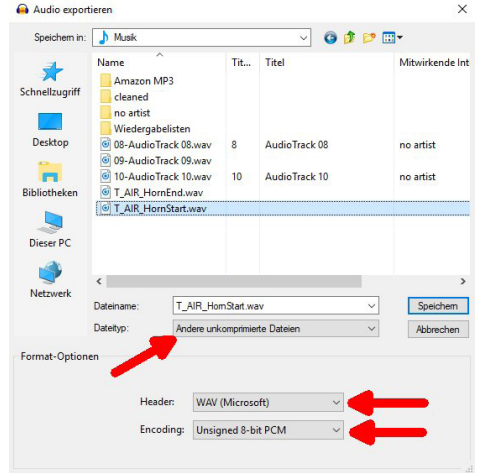 Audio exportieren
Speichern in: Musik
Name Tit... Titel Mitwirkende Int
Amazon MP3
cleaned
no artist
Wiedergabelisten
08-AudioTrack 08.wav 8 AudioTrack 08 no artist
09-AudioTrack 09.wav
10-AudioTrack 10.wav 10 AudioTrack 10 no artist
T_AIR_HornEnd.wav
T_AIR_HornStart.wav
Schnellzugriff
Desktop
Bibliotheken
Dieser PC
Netzwerk
Dateiname: T_AIR_HornStart.wav Speichern
Dateityp: Andere unkomprimierte Dateien Abbrechen
Format-Optionen
Header: WAV (Microsoft)
Encoding: Unsigned 8-bit PCM